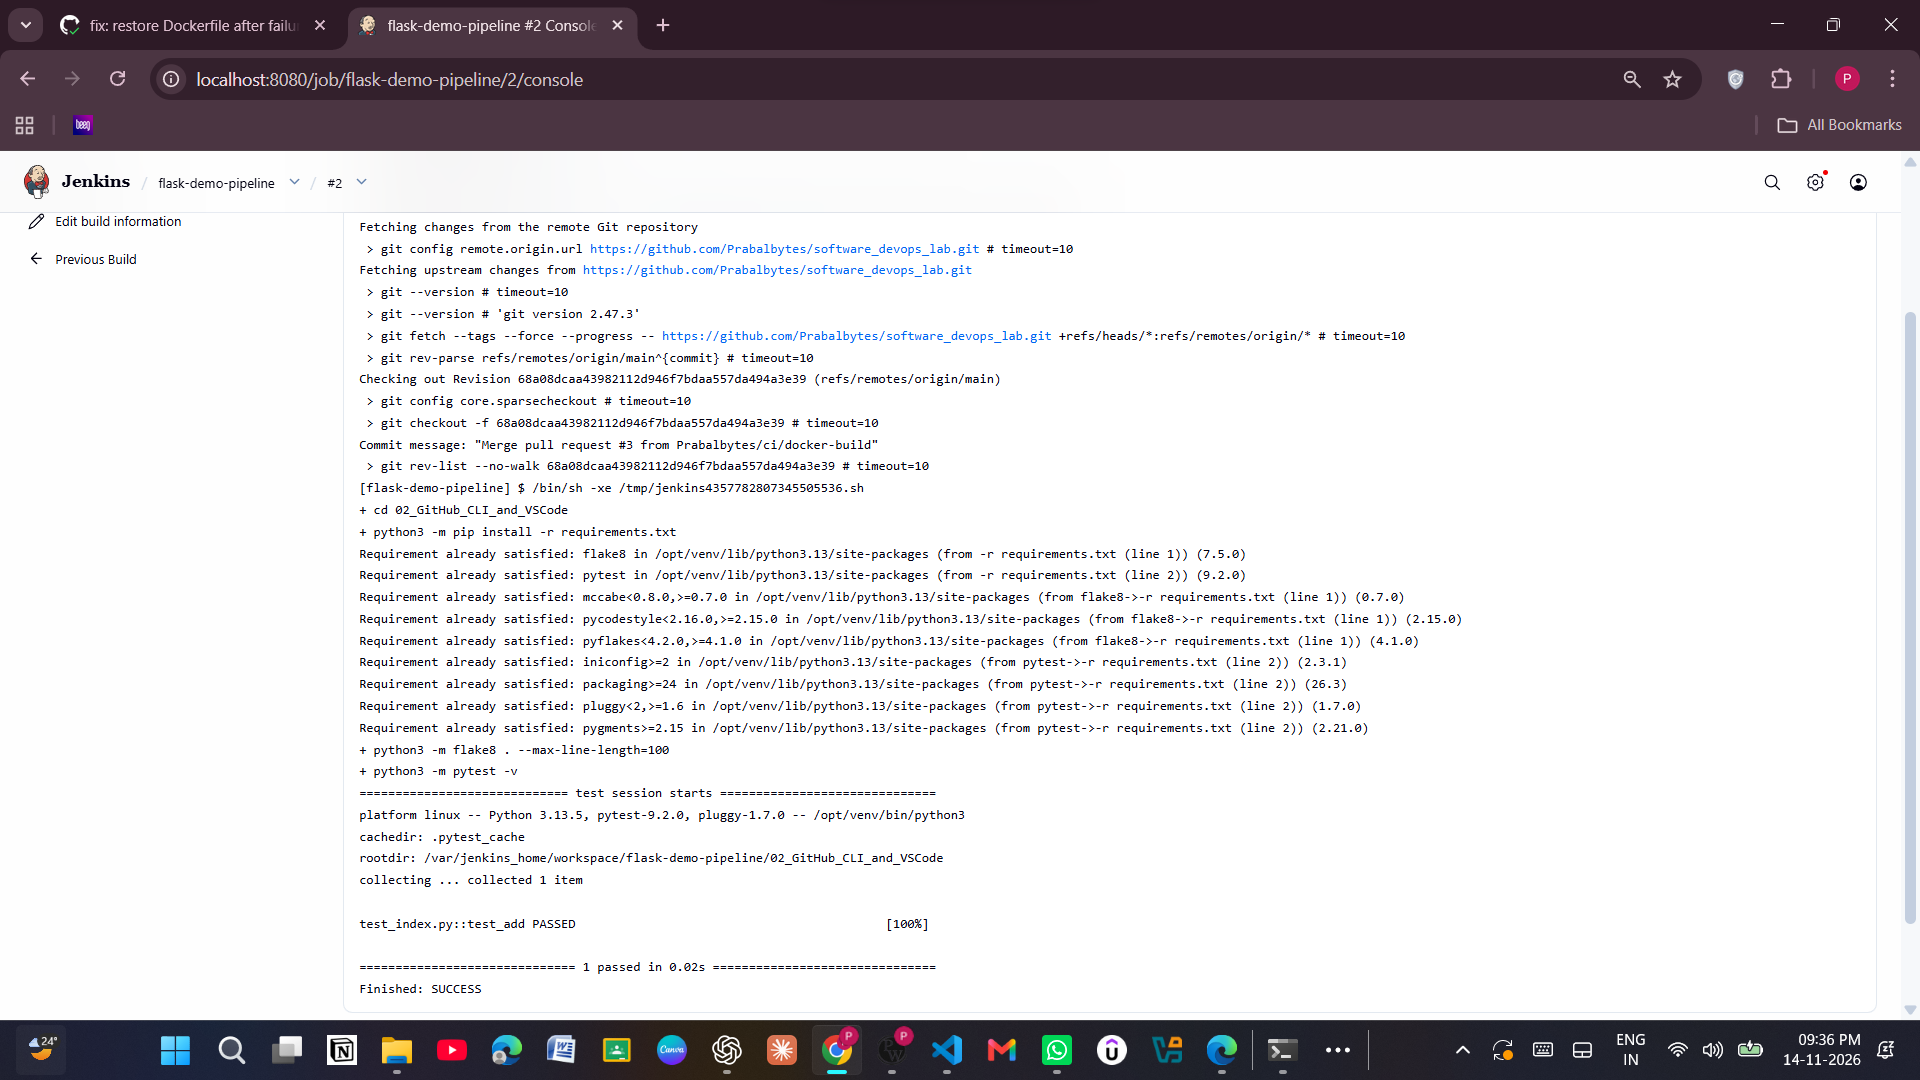 fix: restore Dockerfile after failu
flask-demo-pipeline #2 Console
localhost:8080/job/flask-demo-pipeline/2/console
P
beeg
All Bookmarks
Jenkins / flask-demo-pipeline / #2
Edit build information
Previous Build
Fetching changes from the remote Git repository
> git config remote.origin.url https://github.com/Prabalbytes/software_devops_lab.git # timeout=10
Fetching upstream changes from https://github.com/Prabalbytes/software_devops_lab.git
> git --version # timeout=10
> git --version # 'git version 2.47.3'
> git fetch --tags --force --progress -- https://github.com/Prabalbytes/software_devops_lab.git +refs/heads/*:refs/remotes/origin/* # timeout=10
> git rev-parse refs/remotes/origin/main^{commit} # timeout=10
Checking out Revision 68a08dcaa43982112d946f7bdaa557da494a3e39 (refs/remotes/origin/main)
> git config core.sparsecheckout # timeout=10
> git checkout -f 68a08dcaa43982112d946f7bdaa557da494a3e39 # timeout=10
Commit message: "Merge pull request #3 from Prabalbytes/ci/docker-build"
> git rev-list --no-walk 68a08dcaa43982112d946f7bdaa557da494a3e39 # timeout=10
[flask-demo-pipeline] $ /bin/sh -xe /tmp/jenkins4357782807345505536.sh
+ cd 02_GitHub_CLI_and_VSCode
+ python3 -m pip install -r requirements.txt
Requirement already satisfied: flake8 in /opt/venv/lib/python3.13/site-packages (from -r requirements.txt (line 1)) (7.5.0)
Requirement already satisfied: pytest in /opt/venv/lib/python3.13/site-packages (from -r requirements.txt (line 2)) (9.2.0)
Requirement already satisfied: mccabe<0.8.0,>=0.7.0 in /opt/venv/lib/python3.13/site-packages (from flake8->-r requirements.txt (line 1)) (0.7.0)
Requirement already satisfied: pycodestyle<2.16.0,>=2.15.0 in /opt/venv/lib/python3.13/site-packages (from flake8->-r requirements.txt (line 1)) (2.15.0)
Requirement already satisfied: pyflakes<4.2.0,>=4.1.0 in /opt/venv/lib/python3.13/site-packages (from flake8->-r requirements.txt (line 1)) (4.1.0)
Requirement already satisfied: iniconfig>=2 in /opt/venv/lib/python3.13/site-packages (from pytest->-r requirements.txt (line 2)) (2.3.1)
Requirement already satisfied: packaging>=24 in /opt/venv/lib/python3.13/site-packages (from pytest->-r requirements.txt (line 2)) (26.3)
Requirement already satisfied: pluggy<2,>=1.6 in /opt/venv/lib/python3.13/site-packages (from pytest->-r requirements.txt (line 2)) (1.7.0)
Requirement already satisfied: pygments>=2.15 in /opt/venv/lib/python3.13/site-packages (from pytest->-r requirements.txt (line 2)) (2.21.0)
+ python3 -m flake8 . --max-line-length=100
+ python3 -m pytest -v
============================= test session starts ==============================
platform linux -- Python 3.13.5, pytest-9.2.0, pluggy-1.7.0 -- /opt/venv/bin/python3
cachedir: .pytest_cache
rootdir: /var/jenkins_home/workspace/flask-demo-pipeline/02_GitHub_CLI_and_VSCode
collecting ... collected 1 item
test_index.py::test_add PASSED [100%]
============================== 1 passed in 0.02s ===============================
Finished: SUCCESS
24°
Canva
P
P
ENG
IN
09:36 PM
14-11-2026